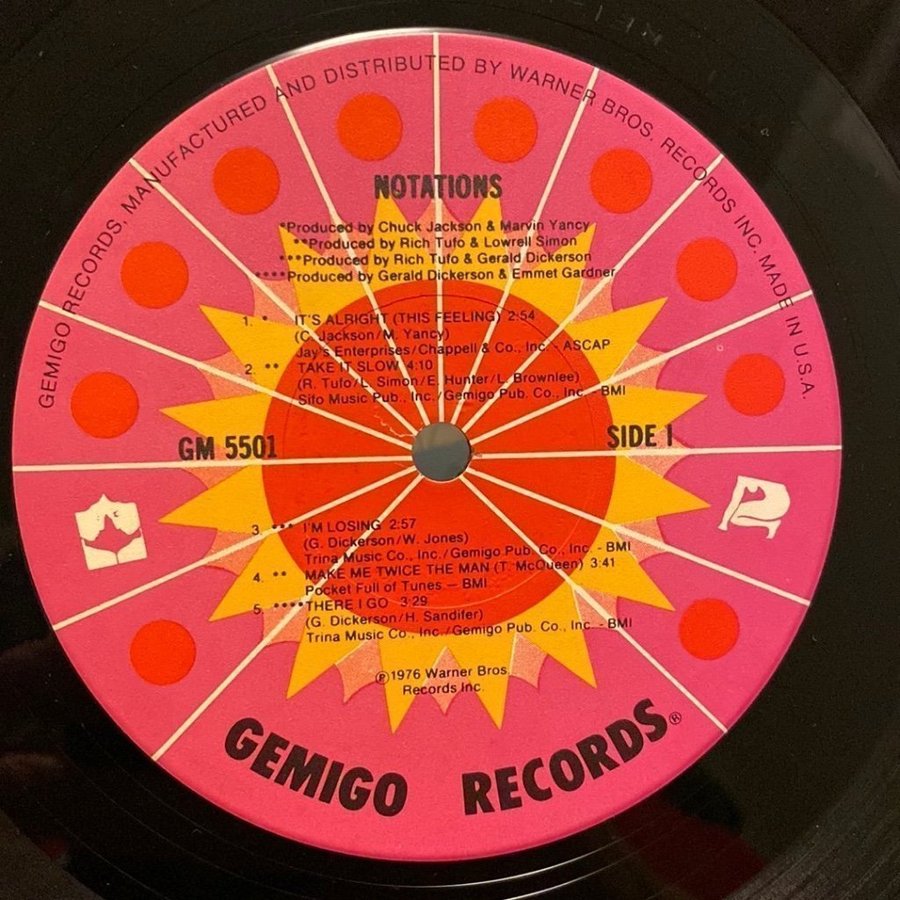 GEMIGO RECORDS, MANUFACTURED AND DISTRIBUTED BY WARNER BROS. RECORDS INC. MADE IN U.S.A.
NOTATIONS
*Produced by Chuck Jackson & Marvin Yancy
**Produced by Rich Tufo & Lowrell Simon
***Produced by Rich Tufo & Gerald Dickerson
****Produced by Gerald Dickerson & Emmet Gardner
1. * IT'S ALRIGHT (THIS FEELING) 2:54
(C. Jackson/M. Yancy)
Jay's Enterprises/Chappell & Co., Inc. - ASCAP
2. ** TAKE IT SLOW 4:10
(R. Tufo/L. Simon/E. Hunter/L. Brownlee)
Sifo Music Pub., Inc./Gemigo Pub. Co., Inc. - BMI
GM 5501
SIDE 1
3. *** I'M LOSING 2:57
(G. Dickerson/W. Jones)
Trina Music Co., Inc./Gemigo Pub. Co., Inc. - BMI
4. ** MAKE ME TWICE THE MAN (T. McQueen) 3:41
Pocket Full of Tunes — BMI
5. ****THERE I GO 3:29
(G. Dickerson/H. Sandifer)
Trina Music Co., Inc./Gemigo Pub. Co., Inc. - BMI
℗1976 Warner Bros.
Records Inc.
GEMIGO RECORDS®